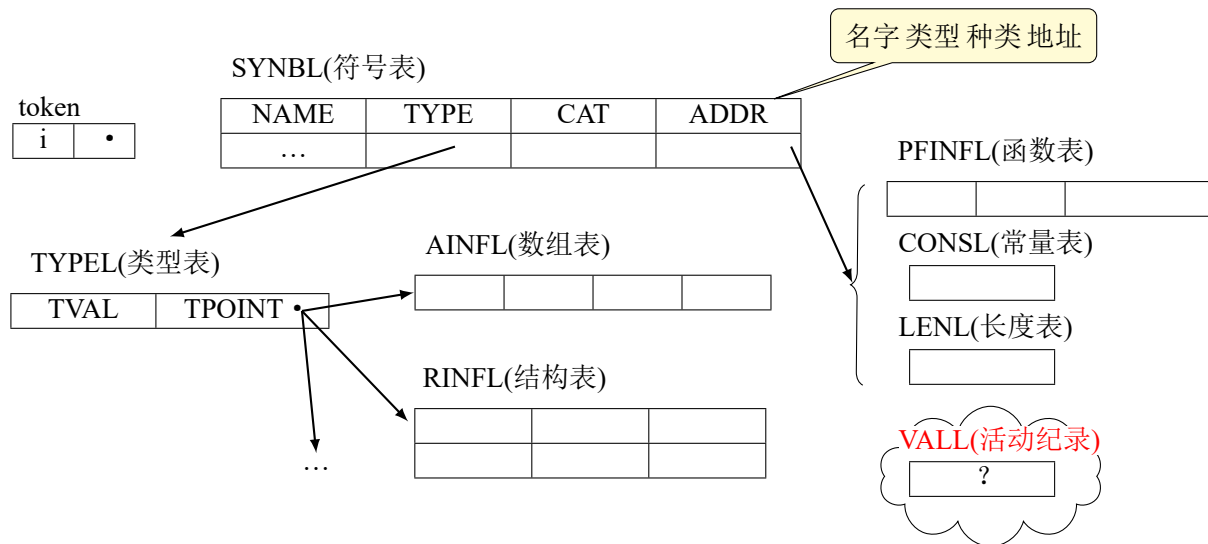 名字 类型 种类 地址
SYNBL(符号表)
token
NAME TYPE CAT ADDR
i •
…
PFINFL(函数表)
AINFL(数组表)
CONSL(常量表)
TYPEL(类型表)
TVAL TPOINT •
LENL(长度表)
RINFL(结构表)
VALL(活动纪录)
…
?